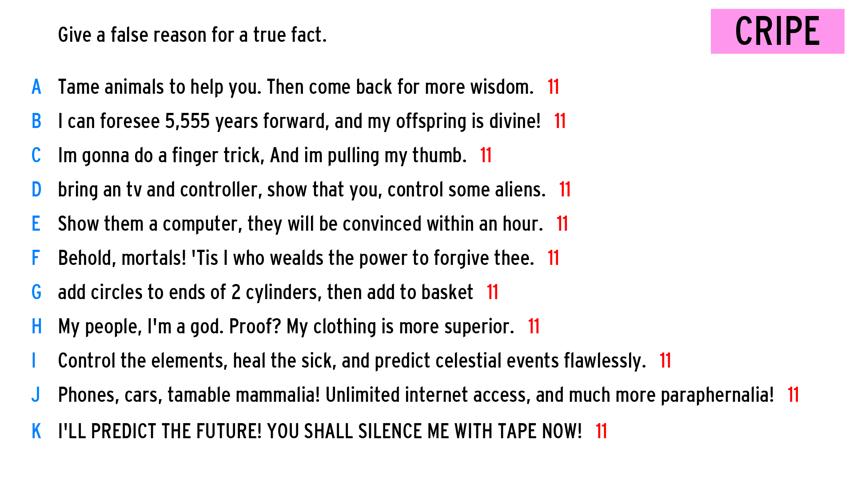 Give a false reason for a true fact.
CRIPE
A Tame animals to help you. Then come back for more wisdom. 11
B I can foresee 5,555 years forward, and my offspring is divine! 11
C Im gonna do a finger trick, And im pulling my thumb. 11
D bring an tv and controller, show that you, control some aliens. 11
E Show them a computer, they will be convinced within an hour. 11
F Behold, mortals! 'Tis I who wealds the power to forgive thee. 11
G add circles to ends of 2 cylinders, then add to basket 11
H My people, I'm a god. Proof? My clothing is more superior. 11
I Control the elements, heal the sick, and predict celestial events flawlessly. 11
J Phones, cars, tamable mammalia! Unlimited internet access, and much more paraphernalia! 11
K I'LL PREDICT THE FUTURE! YOU SHALL SILENCE ME WITH TAPE NOW! 11